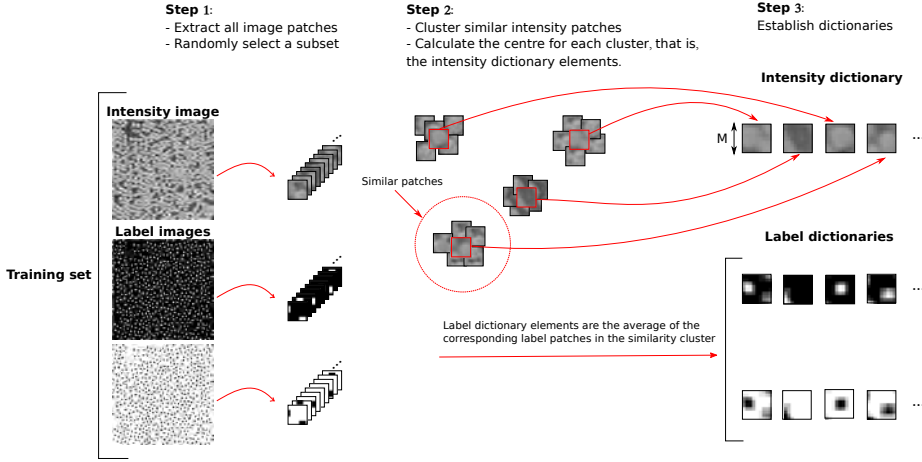 Step 1:
- Extract all image patches
- Randomly select a subset
Step 2:
- Cluster similar intensity patches
- Calculate the centre for each cluster, that is,
the intensity dictionary elements.
Step 3:
Establish dictionaries
Intensity dictionary
Intensity image
M
...
Similar patches
Label images
Label dictionaries
Training set
...
Label dictionary elements are the average of the
corresponding label patches in the similarity cluster
...